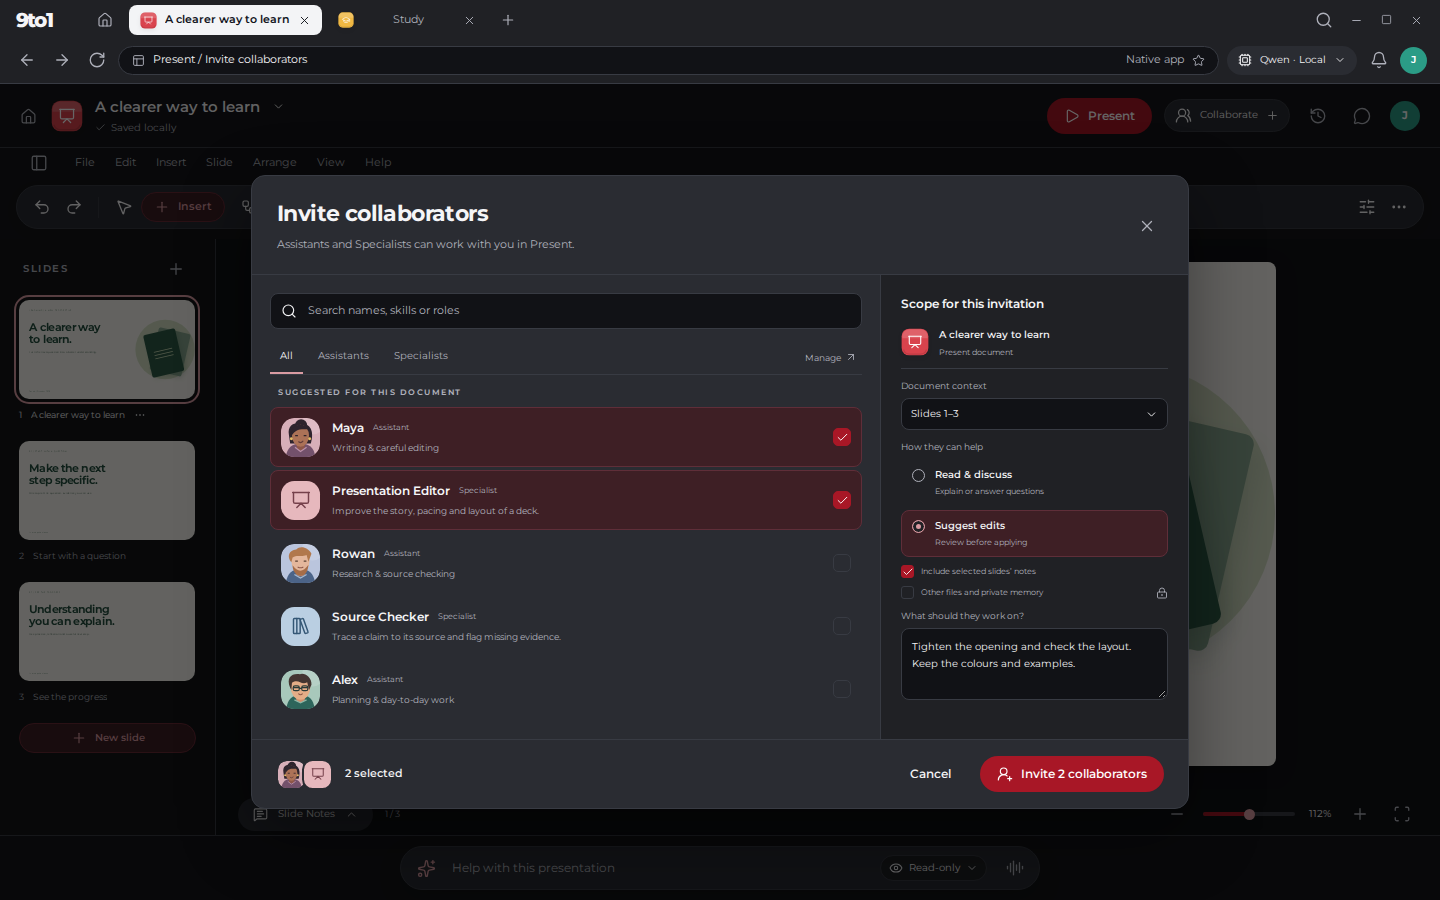 9to1
A clearer way to learn
Study
Present / Invite collaborators
Native app
Qwen · Local
J
A clearer way to learn
Saved locally
Present
Collaborate
J
File Edit Insert Slide Arrange View Help
Insert
SLIDES
A clearer way
to learn.
1 A clearer way to learn
Make the next
step specific.
2 Start with a question
Understanding
you can explain.
3 See the progress
New slide
Invite collaborators
Assistants and Specialists can work with you in Present.
Search names, skills or roles
All Assistants Specialists
Manage
SUGGESTED FOR THIS DOCUMENT
Maya Assistant
Writing & careful editing
Presentation Editor Specialist
Improve the story, pacing and layout of a deck.
Rowan Assistant
Research & source checking
Source Checker Specialist
Trace a claim to its source and flag missing evidence.
Alex Assistant
Planning & day-to-day work
Scope for this invitation
A clearer way to learn
Present document
Document context
Slides 1–3
How they can help
Read & discuss
Explain or answer questions
Suggest edits
Review before applying
Include selected slides' notes
Other files and private memory
What should they work on?
Tighten the opening and check the layout.
Keep the colours and examples.
2 selected
Cancel
Invite 2 collaborators
Slide Notes
1 / 3
112%
Help with this presentation
Read-only